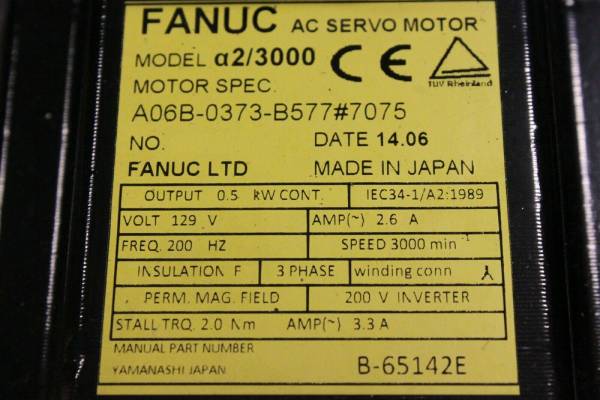 FANUC AC SERVO MOTOR
MODEL α2/3000 CE
MOTOR SPEC. TUV Rheinland
A06B-0373-B577#7075
NO. DATE 14.06
FANUC LTD MADE IN JAPAN
OUTPUT 0.5 kW CONT. IEC34-1/A2:1989
VOLT 129 V AMP(~) 2.6 A
FREQ. 200 HZ SPEED 3000 min⁻¹
INSULATION F 3 PHASE winding conn
PERM. MAG. FIELD 200 V INVERTER
STALL TRQ. 2.0 Nm AMP(~) 3.3 A
MANUAL PART NUMBER B-65142E
YAMANASHI JAPAN